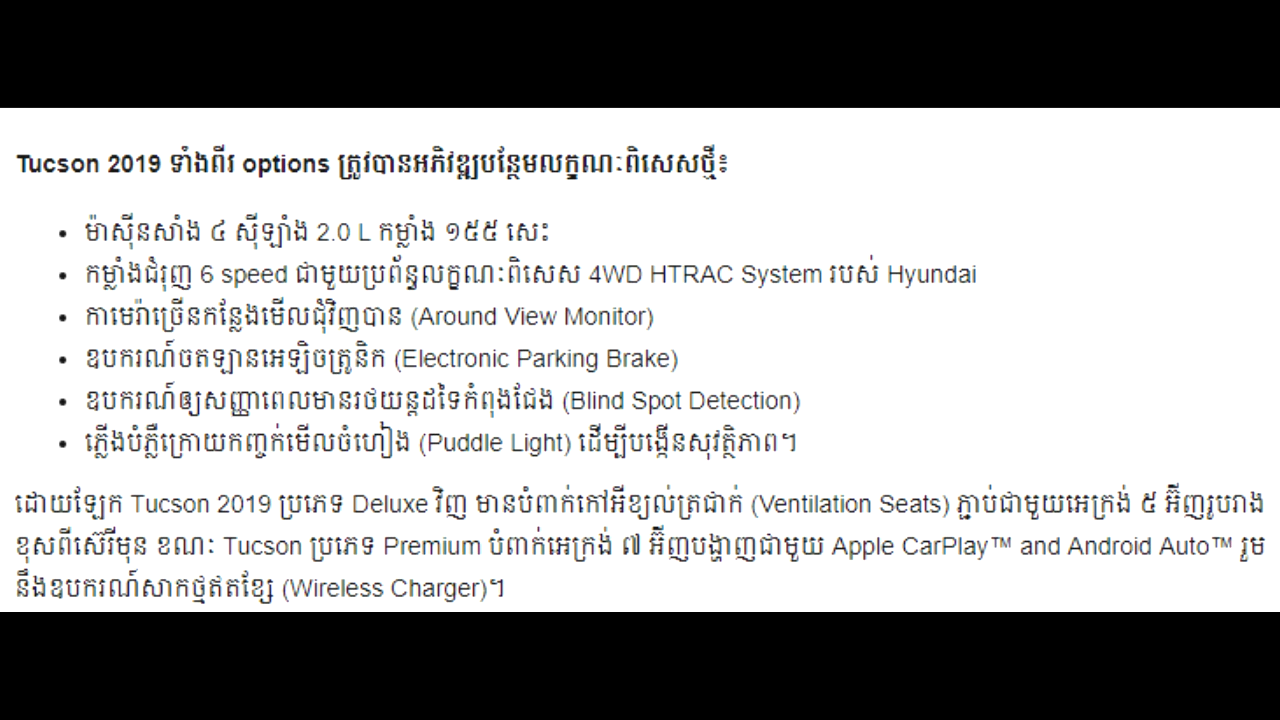 Tucson 2019 ទាំងពីរ options ត្រូវបានអភិវឌ្ឍបន្ថែមលក្ខណៈពិសេសថ្មី៖
• ម៉ាស៊ីនសាំង ៤ ស៊ីឡាំង 2.0 L កម្លាំង ១៥៥ សេះ
• កម្លាំងជំរុញ 6 speed ជាមួយប្រព័ន្ធលក្ខណៈពិសេស 4WD HTRAC System របស់ Hyundai
• កាមេរ៉ាច្រើនកន្លែងមើលជុំវិញបាន (Around View Monitor)
• ឧបករណ៍ចតឡានអេឡិចត្រូនិក (Electronic Parking Brake)
• ឧបករណ៍ឲ្យសញ្ញាពេលមានរថយន្តដទៃកំពុងជែង (Blind Spot Detection)
• ភ្លើងបំភ្លឺក្រោយកញ្ចក់មើលចំហៀង (Puddle Light) ដើម្បីបង្កើនសុវត្ថិភាព។
ដោយឡែក Tucson 2019 ប្រភេទ Deluxe វិញ មានបំពាក់កៅអីខ្យល់ត្រជាក់ (Ventilation Seats) ភ្ជាប់ជាមួយអេក្រង់ ៥ អ៊ីញរូបរាង
ខុសពីស៊េរីមុន ខណៈ Tucson ប្រភេទ Premium បំពាក់អេក្រង់ ៧ អ៊ីញបង្ហាញជាមួយ Apple CarPlay™ and Android Auto™ រួម
នឹងឧបករណ៍សាកថ្មឥតខ្សែ (Wireless Charger)។